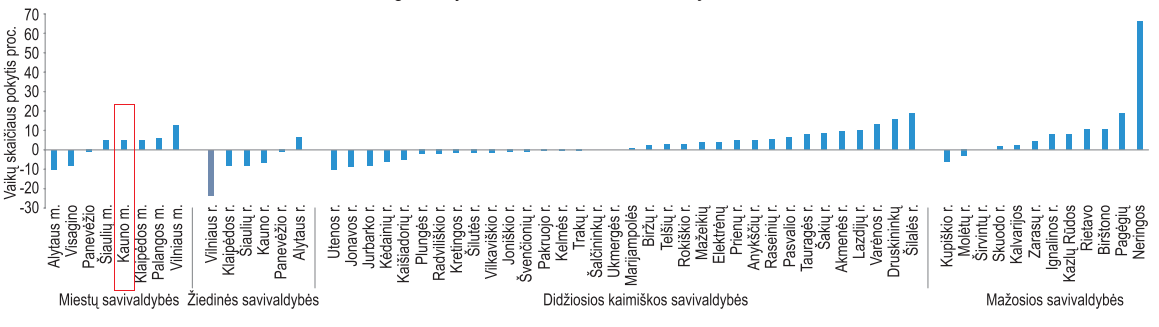 Vaikų skaičiaus pokytis proc.
70
60
50
40
30
20
10
0
-10
-20
-30
Alytaus m.
Visagino
Panevėžio
Šiaulių m.
Kauno m.
Klaipėdos m.
Palangos m.
Vilniaus m.
Vilniaus r.
Klaipėdos r.
Šiaulių r.
Kauno r.
Panevėžio r.
Alytaus r.
Utenos r.
Jonavos r.
Jurbarko r.
Kėdainių r.
Kaišiadorių r.
Plungės r.
Radviliškio r.
Kretingos r.
Šilutės r.
Vilkaviškio r.
Joniškio r.
Švenčionių r.
Pakruojo r.
Kelmės r.
Trakų r.
Šalčininkų r.
Ukmergės r.
Marijampolės
Biržų r.
Telšių r.
Rokiškio r.
Mažeikių
Elektrėnų
Prienų r.
Anykščių r.
Raseinių r.
Pasvalio r.
Tauragės r.
Šakių r.
Akmenės r.
Lazdijų r.
Varėnos r.
Druskininkų
Šilalės r.
Kupiškio r.
Molėtų r.
Širvintų r.
Skuodo r.
Kalvarijos
Zarasų r.
Ignalinos r.
Kazlų Rūdos
Rietavo
Birštono
Pagėgių
Neringos
Miestų savivaldybės
Žiedinės savivaldybės
Didžiosios kaimiškos savivaldybės
Mažosios savivaldybės